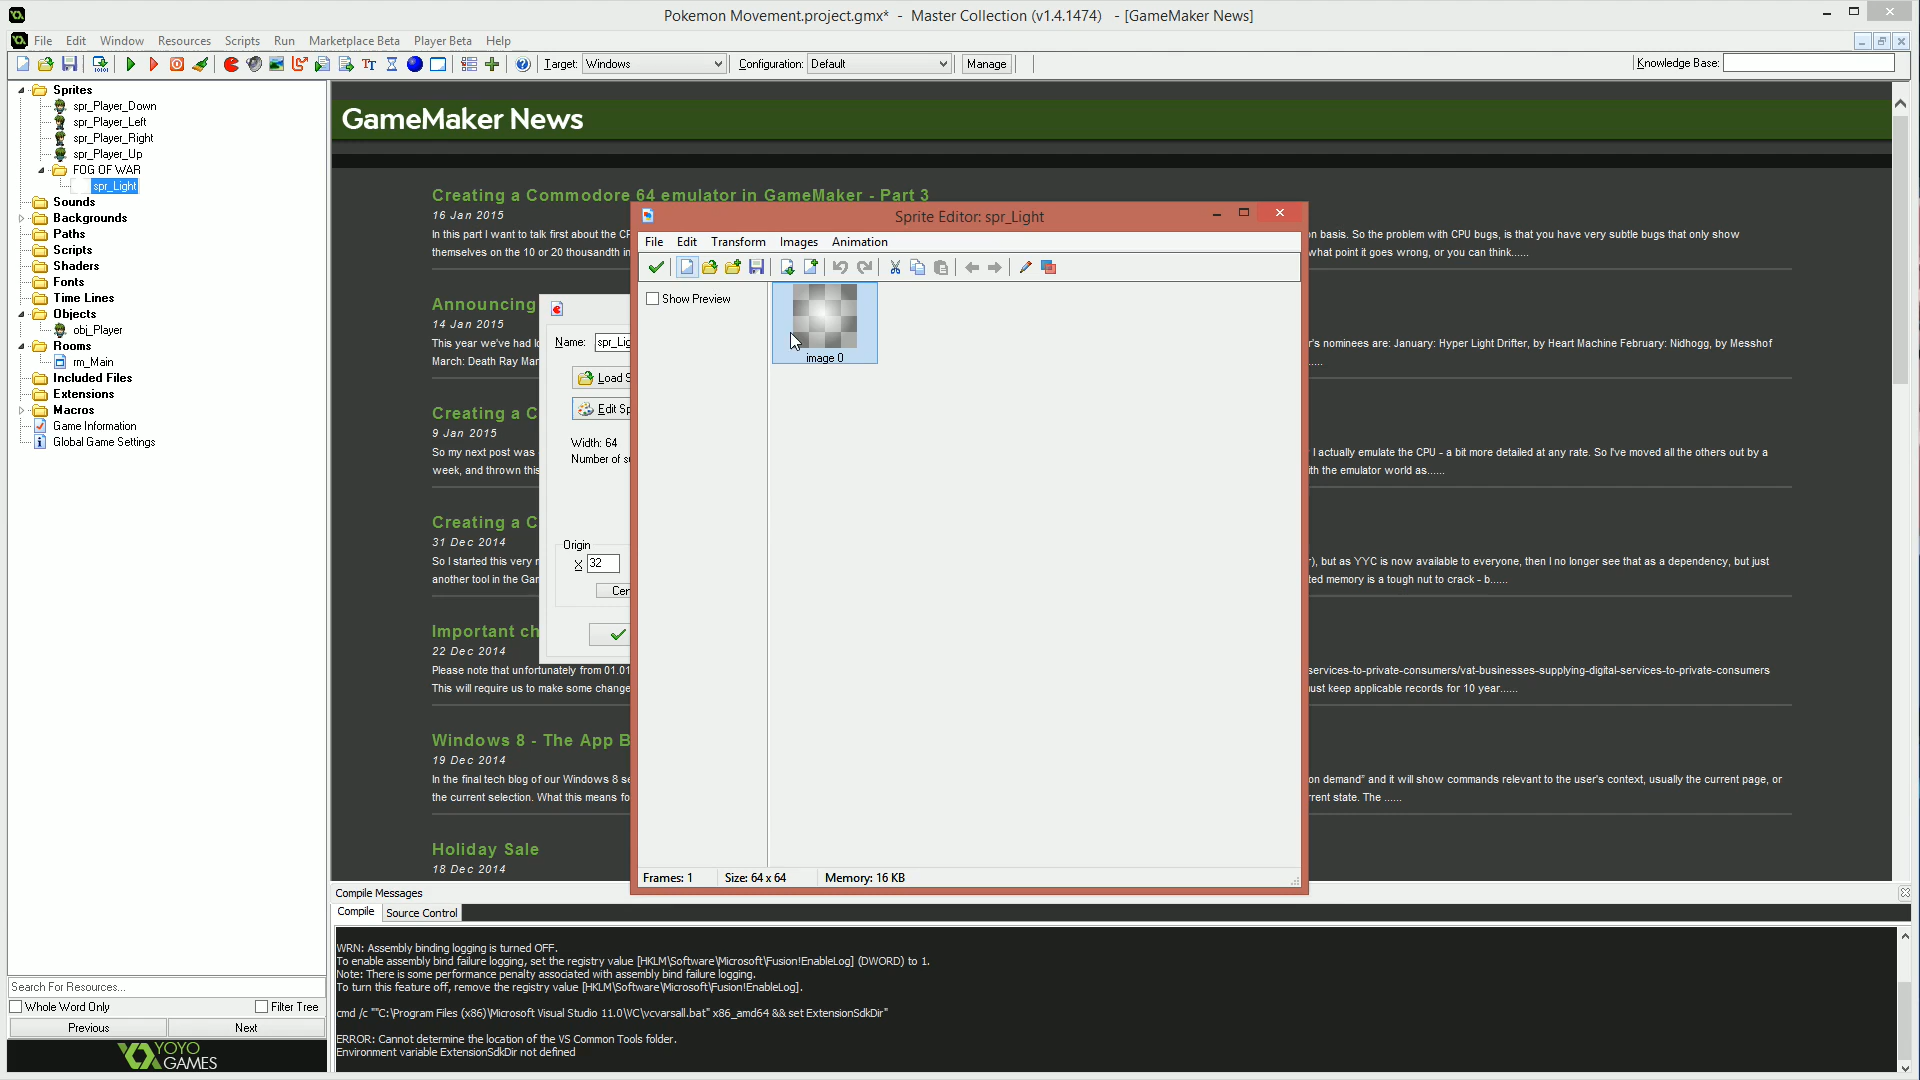 Pokemon Movement.project.gmx* - Master Collection (v1.4.1474) - [GameMaker News]
File Edit Window Resources Scripts Run Marketplace Beta Player Beta Help
Target: Windows Configuration: Default Manage Knowledge Base:
Sprites
spr_Player_Down
spr_Player_Left
spr_Player_Right
spr_Player_Up
FOG OF WAR
spr_Light
Sounds
Backgrounds
Paths
Scripts
Shaders
Fonts
Time Lines
Objects
obj_Player
Rooms
rm_Main
Included Files
Extensions
Macros
Game Information
Global Game Settings
Search For Resources...
Whole Word Only Filter Tree
Previous Next
YOYO
GAMES
GameMaker News
Creating a Commodore 64 emulator in GameMaker - Part 3
16 Jan 2015
In this part I want to talk first about the CP
n basis. So the problem with CPU bugs, is that you have very subtle bugs that only show
themselves on the 10 or 20 thousandth in
what point it goes wrong, or you can think......
Announcing
14 Jan 2015
This year we've had lo
's nominees are: January: Hyper Light Drifter, by Heart Machine February: Nidhogg, by Messhof
March: Death Ray Man
Creating a C
9 Jan 2015
So my next post was
I actually emulate the CPU - a bit more detailed at any rate. So I've moved all the others out by a
week, and thrown this
th the emulator world as......
Creating a C
31 Dec 2014
So I started this very
), but as YYC is now available to everyone, then I no longer see that as a dependency, but just
another tool in the Gam
ted memory is a tough nut to crack - b......
Important ch
22 Dec 2014
Please note that unfortunately from 01.01
services-to-private-consumers/vat-businesses-supplying-digital-services-to-private-consumers
This will require us to make some change
ust keep applicable records for 10 year......
Windows 8 - The App B
19 Dec 2014
In the final tech blog of our Windows 8 se
on demand" and it will show commands relevant to the user's context, usually the current page, or
the current selection. What this means fo
rrent state. The ......
Holiday Sale
18 Dec 2014
Name: spr_Lig
Load S
Edit Sp
Width: 64
Number of su
Origin
X 32
Cen
Sprite Editor: spr_Light
File Edit Transform Images Animation
Show Preview
image 0
Frames: 1 Size: 64 x 64 Memory: 16 KB
Compile Messages
Compile Source Control
WRN: Assembly binding logging is turned OFF.
To enable assembly bind failure logging, set the registry value [HKLM\Software\Microsoft\Fusion!EnableLog] (DWORD) to 1.
Note: There is some performance penalty associated with assembly bind failure logging.
To turn this feature off, remove the registry value [HKLM\Software\Microsoft\Fusion!EnableLog].
cmd /c ""C:\Program Files (x86)\Microsoft Visual Studio 11.0\VC\vcvarsall.bat" x86_amd64 && set ExtensionSdkDir"
ERROR: Cannot determine the location of the VS Common Tools folder.
Environment variable ExtensionSdkDir not defined